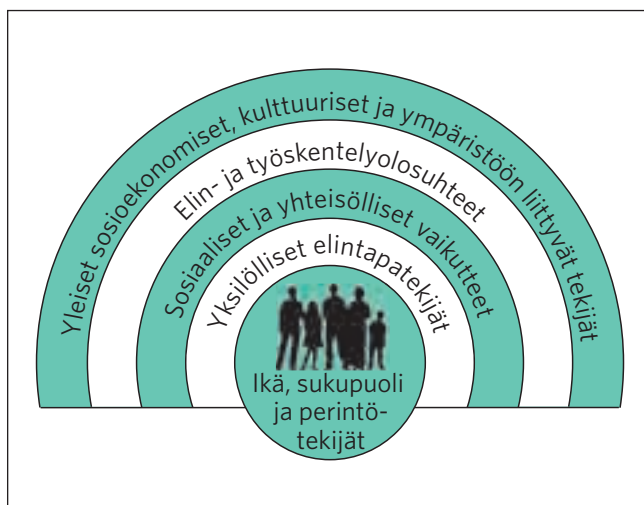 Yleiset sosioekonomiset, kulttuuriset ja ympäristöön liittyvät tekijät
Elin- ja työskentelyolosuhteet
Sosiaaliset ja yhteisölliset vaikutteet
Yksilölliset elintapatekijät
Ikä, sukupuoli
ja perintö-
tekijät